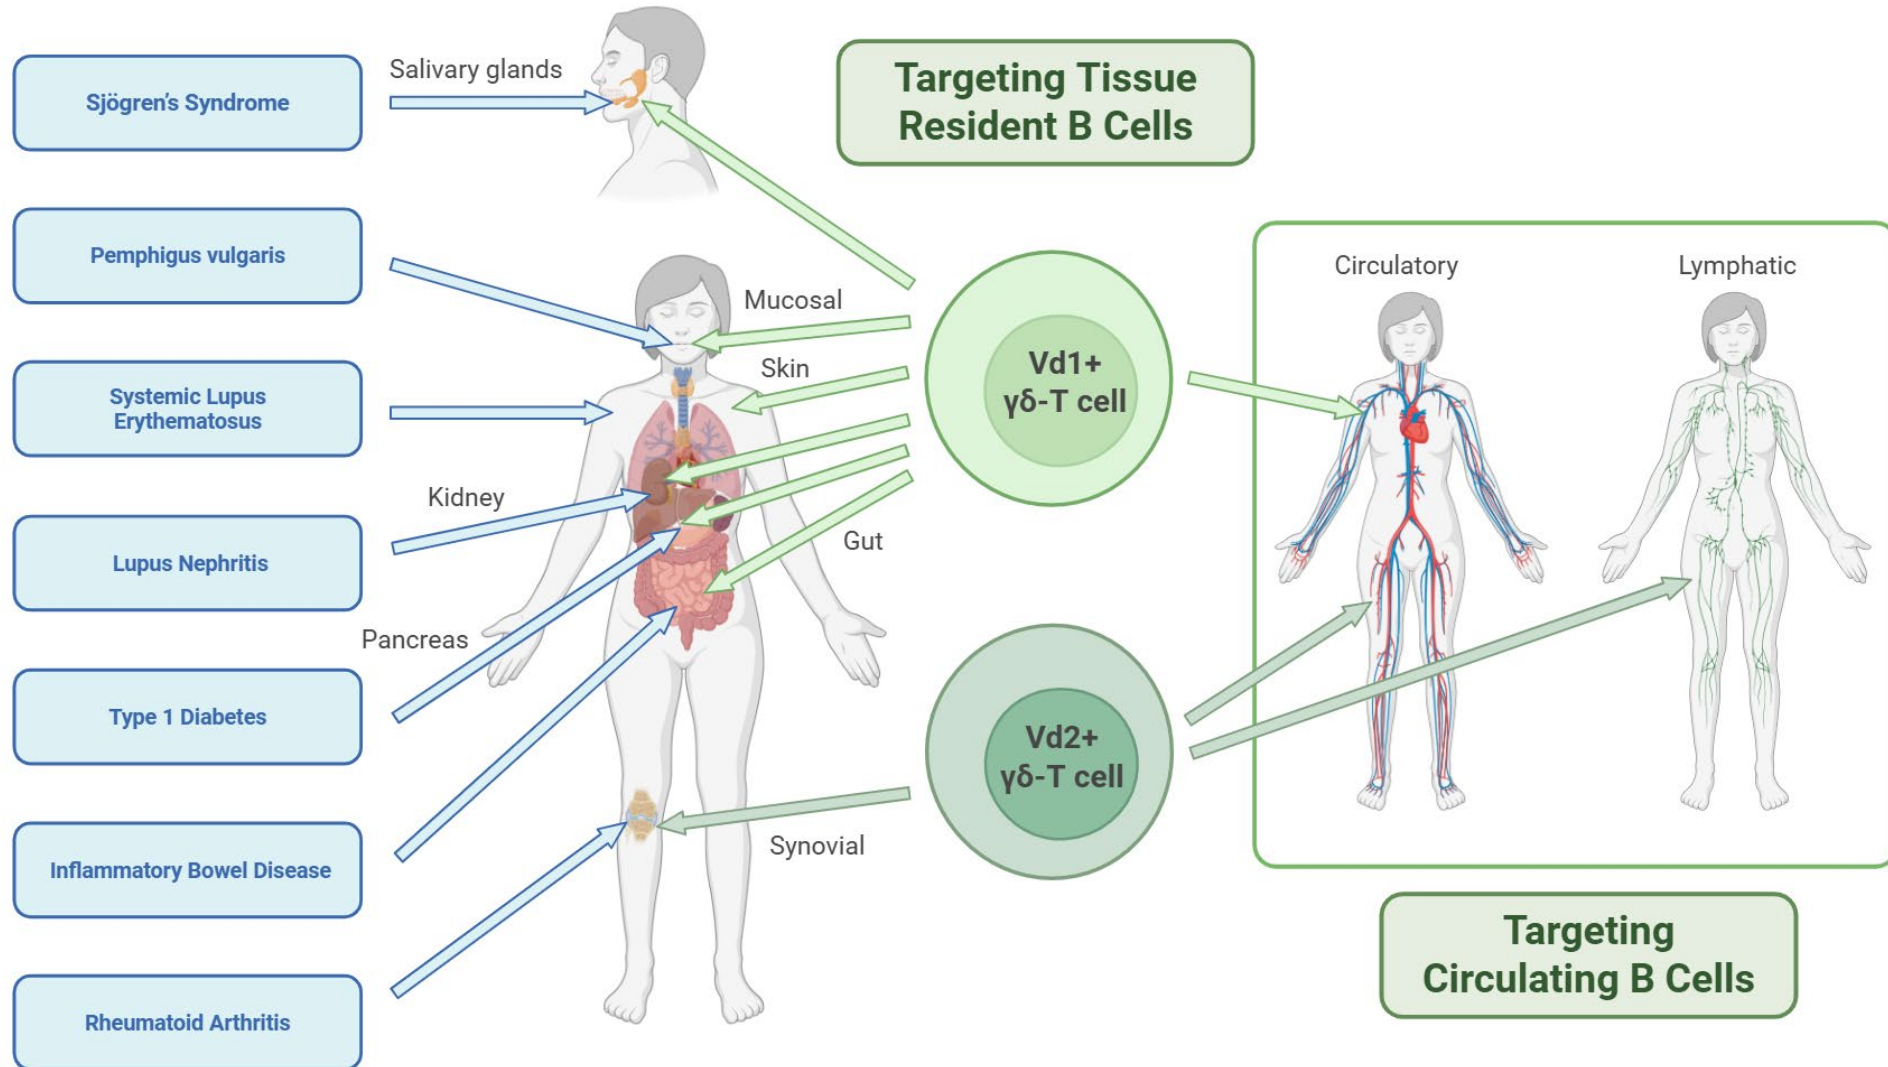 Sjögren's Syndrome
Salivary glands
Targeting Tissue
Resident B Cells
Pemphigus vulgaris
Mucosal
Skin
Systemic Lupus
Erythematosus
Kidney
Lupus Nephritis
Gut
Pancreas
Type 1 Diabetes
Inflammatory Bowel Disease
Synovial
Rheumatoid Arthritis
Vd1+
γδ-T cell
Vd2+
γδ-T cell
Circulatory
Lymphatic
Targeting
Circulating B Cells